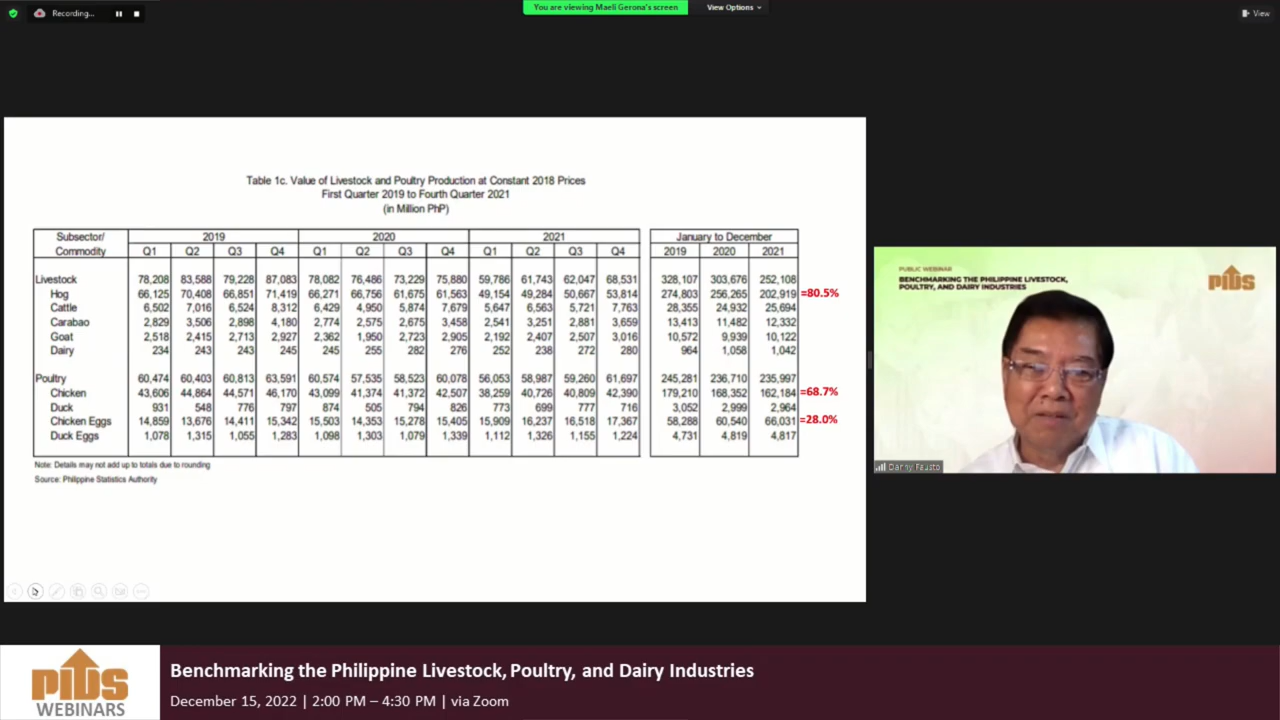 Recording...
You are viewing Maeli Gerona's screen
View Options
View
Table 1c. Value of Livestock and Poultry Production at Constant 2018 Prices
First Quarter 2019 to Fourth Quarter 2021
(in Million PhP)
Subsector/ 2019 2020 2021 January to December
Commodity Q1 Q2 Q3 Q4 Q1 Q2 Q3 Q4 Q1 Q2 Q3 Q4 2019 2020 2021
Livestock 78,208 83,588 79,228 87,083 78,082 76,486 73,229 75,880 59,786 61,743 62,047 68,531 328,107 303,676 252,108
Hog 66,125 70,408 66,851 71,419 66,271 66,756 61,675 61,563 49,154 49,284 50,667 53,814 274,803 256,265 202,919 =80.5%
Cattle 6,502 7,016 6,524 8,312 6,429 4,950 5,874 7,679 5,647 6,563 5,721 7,763 28,355 24,932 25,694
Carabao 2,829 3,506 2,898 4,180 2,774 2,575 2,675 3,458 2,541 3,251 2,881 3,659 13,413 11,482 12,332
Goat 2,518 2,415 2,713 2,927 2,362 1,950 2,723 2,905 2,192 2,407 2,507 3,016 10,572 9,939 10,122
Dairy 234 243 243 245 245 255 282 276 252 238 272 280 964 1,058 1,042
Poultry 60,474 60,403 60,813 63,591 60,574 57,535 58,523 60,078 56,053 58,987 59,260 61,697 245,281 236,710 235,997
Chicken 43,606 44,864 44,571 46,170 43,099 41,374 41,372 42,507 38,259 40,726 40,809 42,390 179,210 168,352 162,184 =68.7%
Duck 931 548 776 797 874 505 794 826 773 699 777 716 3,052 2,999 2,964
Chicken Eggs 14,859 13,676 14,411 15,342 15,503 14,353 15,278 15,405 15,909 16,237 16,518 17,367 58,288 60,540 66,031 =28.0%
Duck Eggs 1,078 1,315 1,055 1,283 1,098 1,303 1,079 1,339 1,112 1,326 1,155 1,224 4,731 4,819 4,817
Note: Details may not add up to totals due to rounding
Source: Philippine Statistics Authority
PUBLIC WEBINAR
BENCHMARKING THE PHILIPPINE LIVESTOCK,
POULTRY, AND DAIRY INDUSTRIES
PIDS
Danny Fausto
PIDS
WEBINARS
Benchmarking the Philippine Livestock, Poultry, and Dairy Industries
December 15, 2022 | 2:00 PM – 4:30 PM | via Zoom